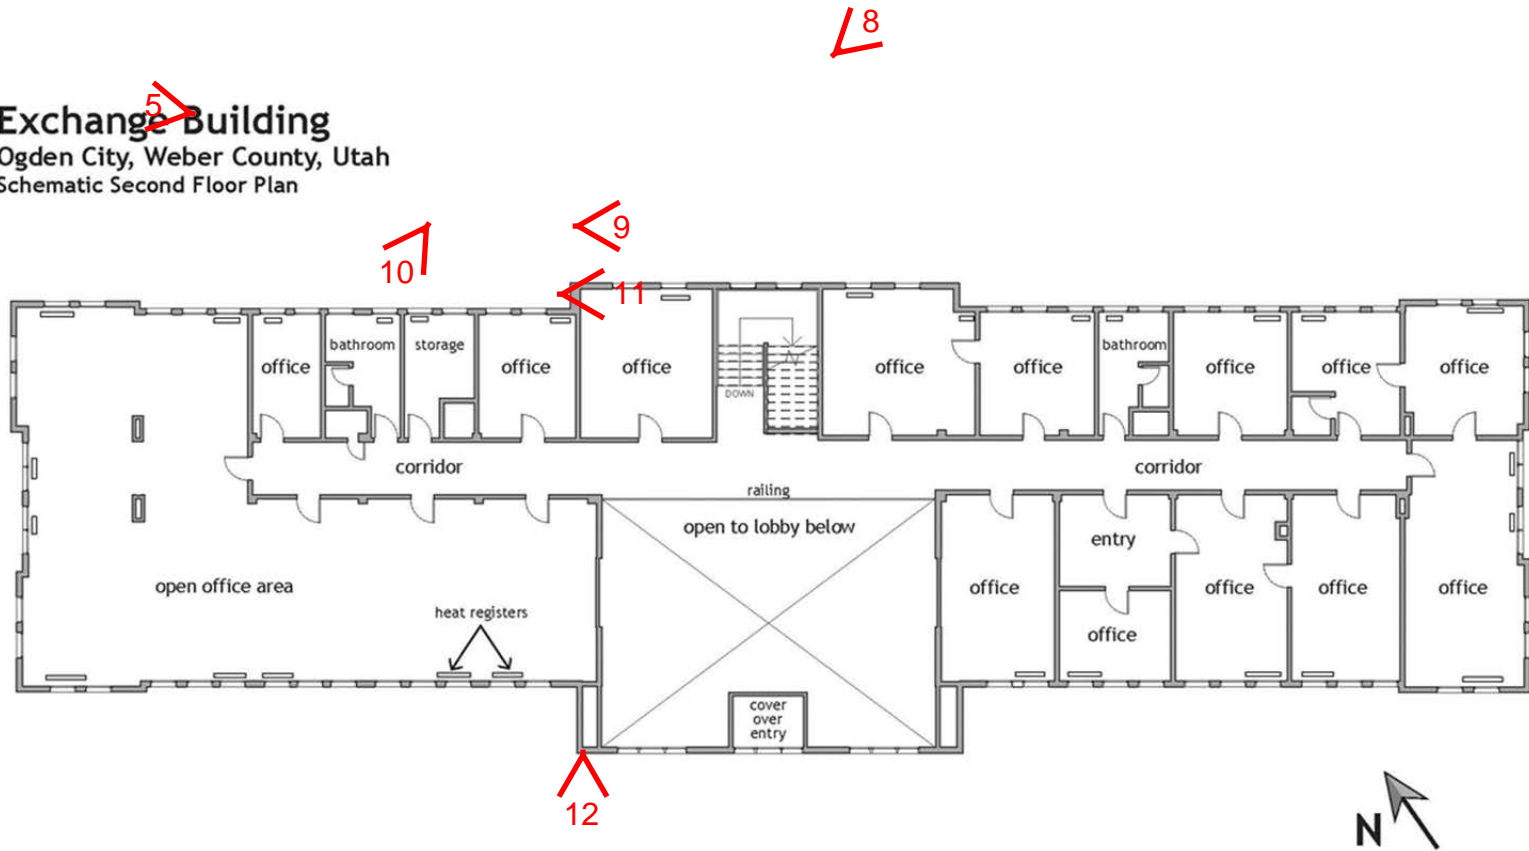 8
5
Exchange Building
Ogden City, Weber County, Utah
Schematic Second Floor Plan
9
10
11
bathroom
storage
bathroom
office
office
office
office
office
office
office
office
DOWN
corridor
corridor
railing
open to lobby below
entry
open office area
office
office
office
office
heat registers
office
cover
over
entry
12
N